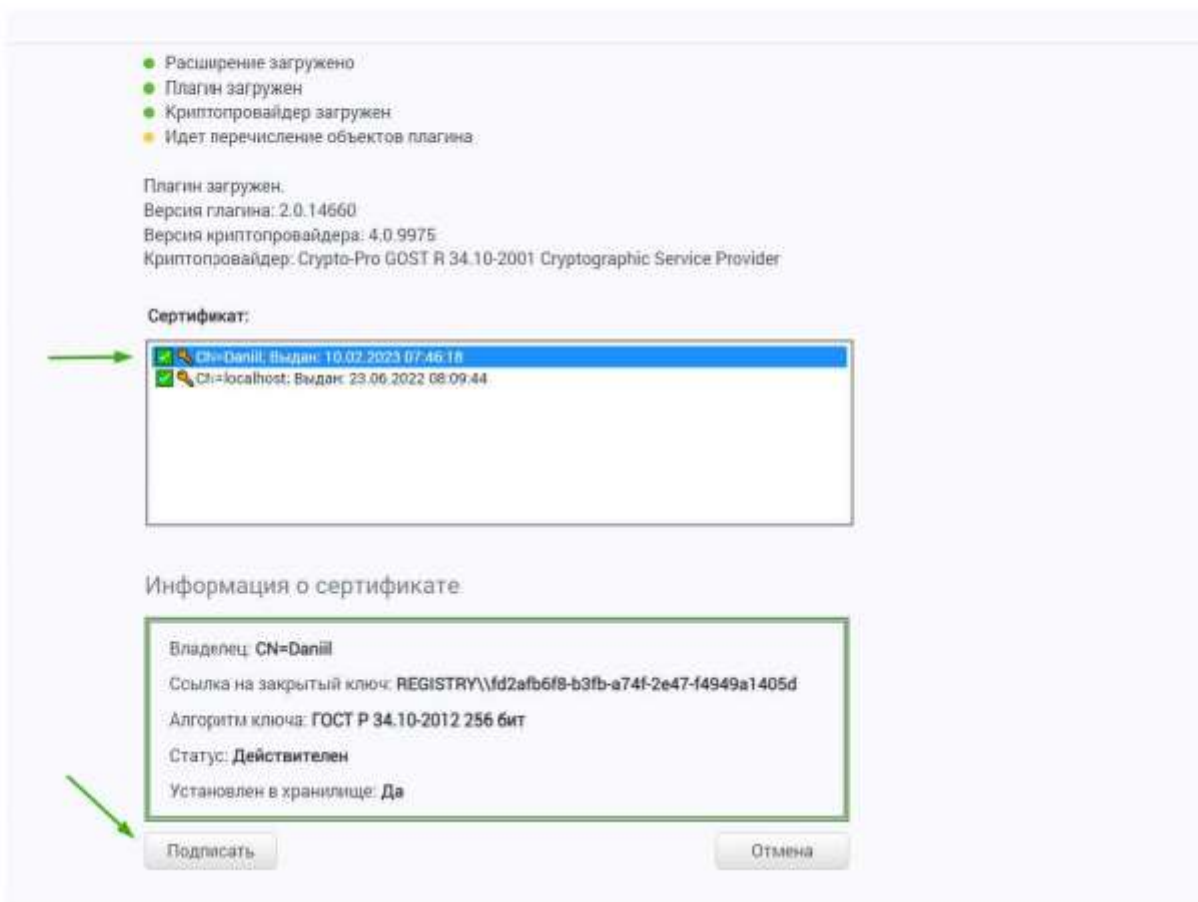 Расширение загружено
Плагин загружен
Криптопровайдер загружен
Идет перечисление объектов плагина
Плагин загружен.
Версия плагина: 2.0.14660
Версия криптопровайдера: 4.0.9975
Криптопровайдер: Crypto-Pro GOST R 34.10-2001 Cryptographic Service Provider
Сертификат:
CN=Daniil; Выдан: 10.02.2023 07:46:18
CN=localhost; Выдан: 23.06.2022 08:09:44
Информация о сертификате
Владелец: CN=Daniil
Ссылка на закрытый ключ: REGISTRY\\fd2afb6f8-b3fb-a74f-2e47-f4949a1405d
Алгоритм ключа: ГОСТ Р 34.10-2012 256 бит
Статус: Действителен
Установлен в хранилище: Да
Подписать Отмена